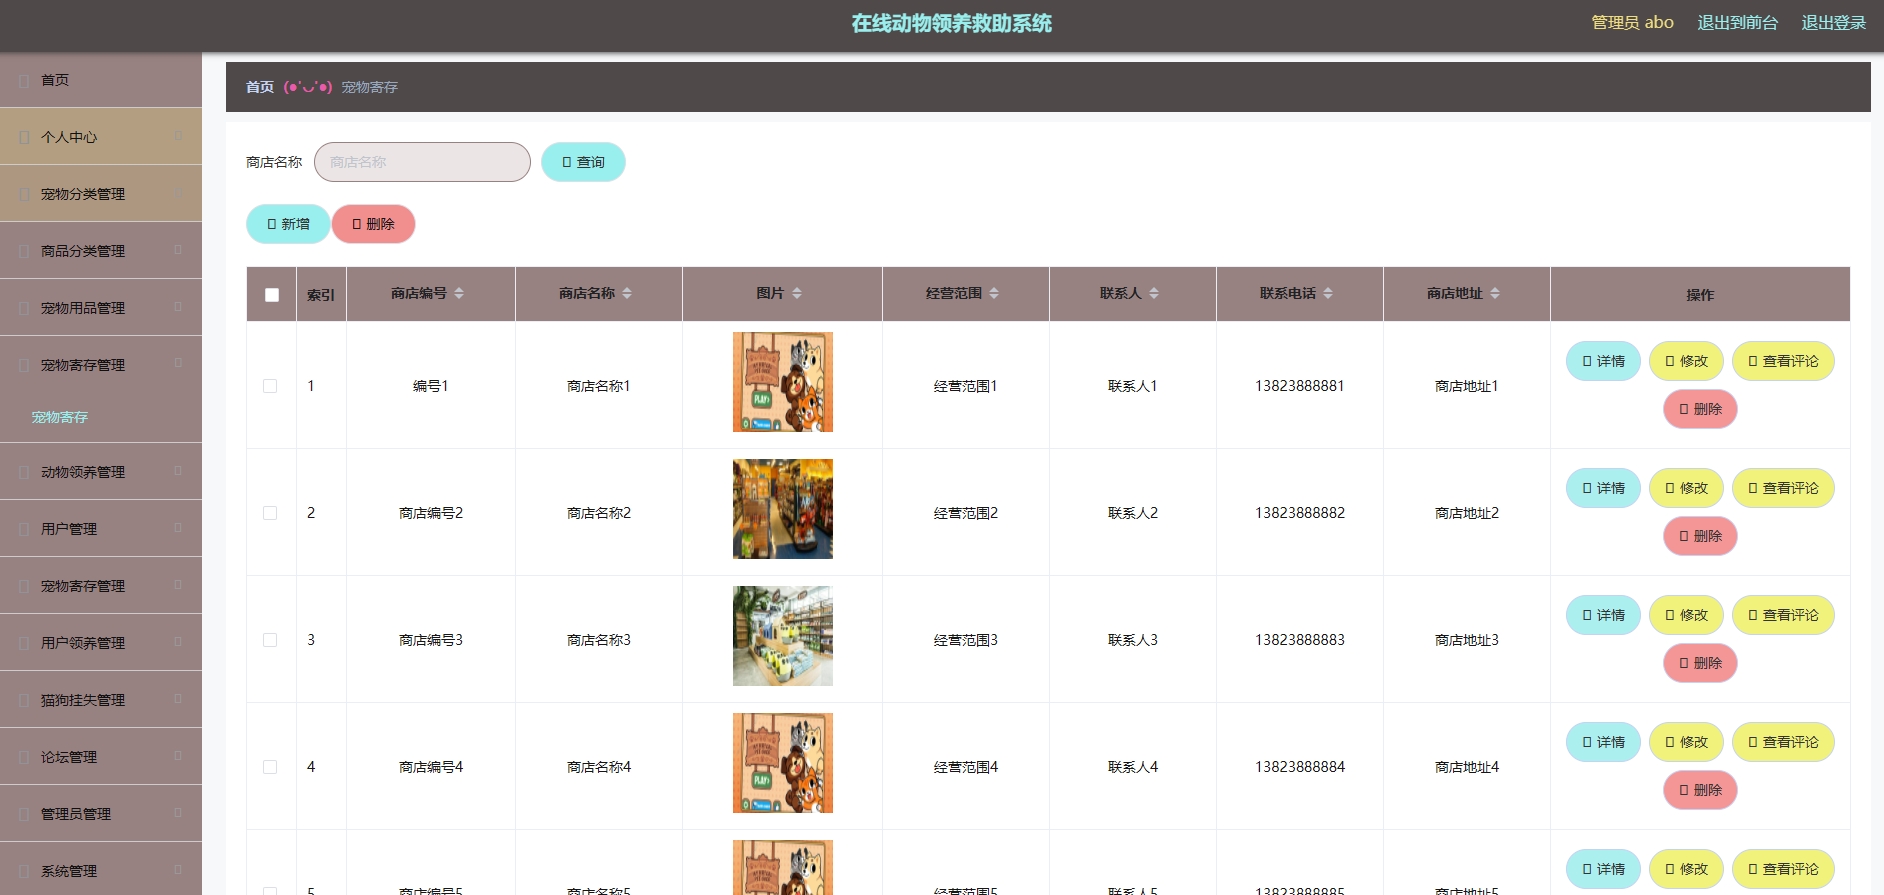 在线动物领养救助系统
管理员 abo 退出到前台 退出登录
首页
个人中心
宠物分类管理
商品分类管理
宠物用品管理
宠物寄存管理
宠物寄存
动物领养管理
用户管理
宠物寄存管理
用户领养管理
猫狗挂失管理
论坛管理
管理员管理
系统管理
首页 (●'◡'●) 宠物寄存
商店名称 商店名称 查询
新增 删除
索引 商店编号 商店名称 图片 经营范围 联系人 联系电话 商店地址 操作
1 编号1 商店名称1 经营范围1 联系人1 13823888881 商店地址1 详情 修改 查看评论
删除
PLAY
2 商店编号2 商店名称2 经营范围2 联系人2 13823888882 商店地址2 详情 修改 查看评论
删除
3 商店编号3 商店名称3 经营范围3 联系人3 13823888883 商店地址3 详情 修改 查看评论
删除
4 商店编号4 商店名称4 经营范围4 联系人4 13823888884 商店地址4 详情 修改 查看评论
删除
PLAY
5 商店编号5 商店名称5 经营范围5 联系人5 13823888885 商店地址5 详情 修改 查看评论